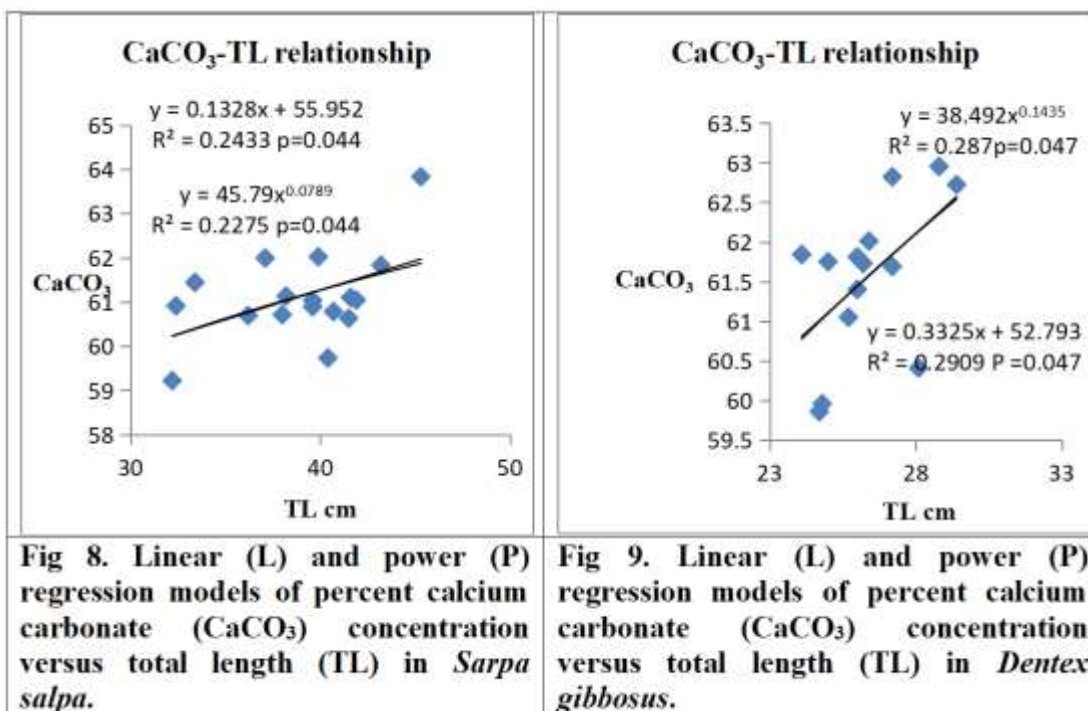 CaCO₃-TL relationship
y = 0.1328x + 55.952
R² = 0.2433 p=0.044
y = 45.79x^0.0789
R² = 0.2275 p=0.044
65
64
63
62
61
60
59
58
CaCO₃
30
40
50
TL cm
Fig 8. Linear (L) and power (P)
regression models of percent calcium
carbonate (CaCO₃) concentration
versus total length (TL) in Sarpa
salpa.
CaCO₃-TL relationship
y = 38.492x^0.1435
R² = 0.287p=0.047
63.5
63
62.5
62
61.5
61
60.5
60
59.5
CaCO₃
y = 0.3325x + 52.793
R² = 0.2909 P =0.047
23
28
33
TL cm
Fig 9. Linear (L) and power (P)
regression models of percent calcium
carbonate (CaCO₃) concentration
versus total length (TL) in Dentex
gibbosus.